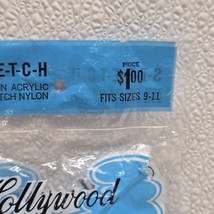 E-T-C-H
PRICE
$1.00
N ACRYLIC
TCH NYLON
FITS SIZES 9-11
Hollywood